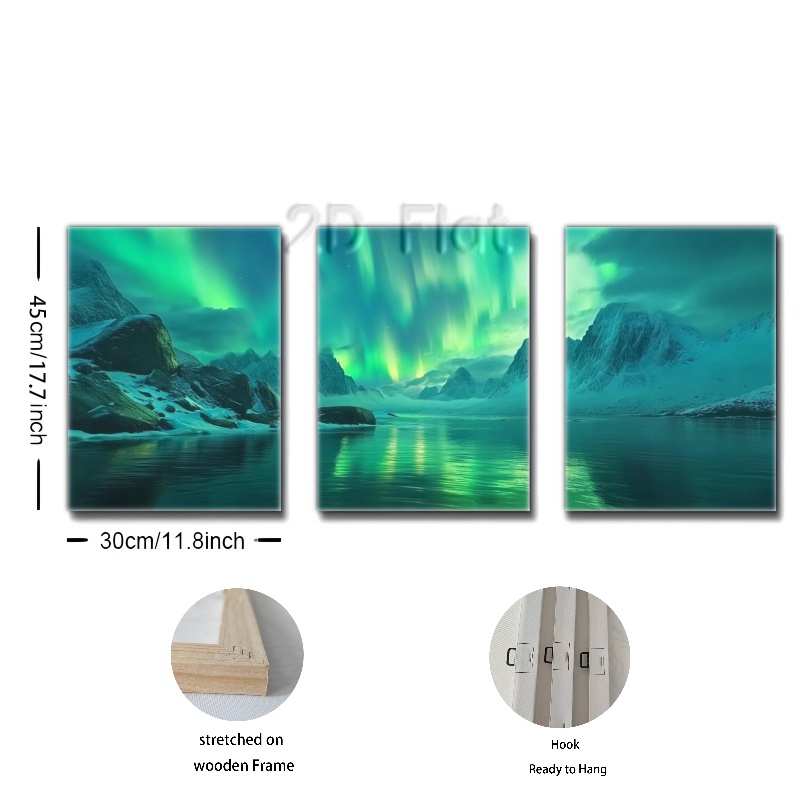 2D Flat
45cm/17.7inch
30cm/11.8inch
stretched on
wooden Frame
Hook
Ready to Hang